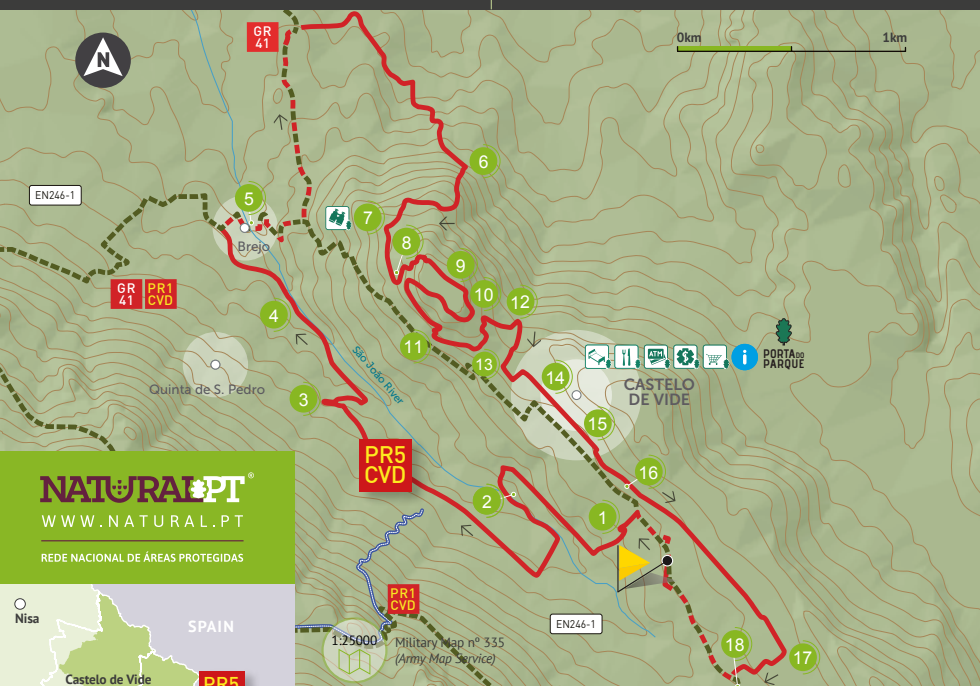 GR
41
N
0km 1km
6
EN246-1
5
7
Brejo
8
9
GR
41
PR1
CVD
10
12
4
11
São João River
13
PORTA DO
PARQUE
ATM
i
$
14
CASTELO
DE VIDE
Quinta de S. Pedro
3
15
PR5
CVD
16
2
1
NATURAL.PT®
WWW.NATURAL.PT
REDE NACIONAL DE ÁREAS PROTEGIDAS
PR1
CVD
EN246-1
1:25000
Military Map nº 335
(Army Map Service)
18
17
Nisa
SPAIN
Castelo de Vide
PR5